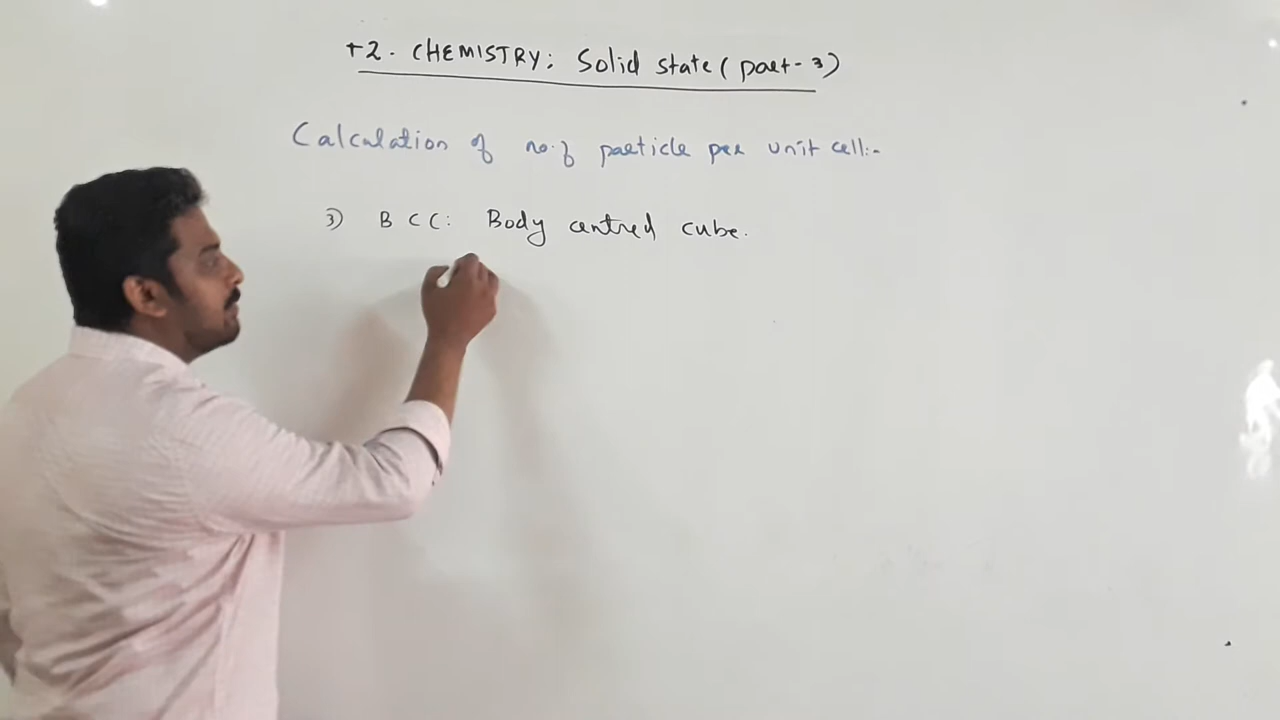 +2. CHEMISTRY: Solid state (part-3)
Calculation of no. of particle per unit cell:-
3) BCC: Body centred cube.